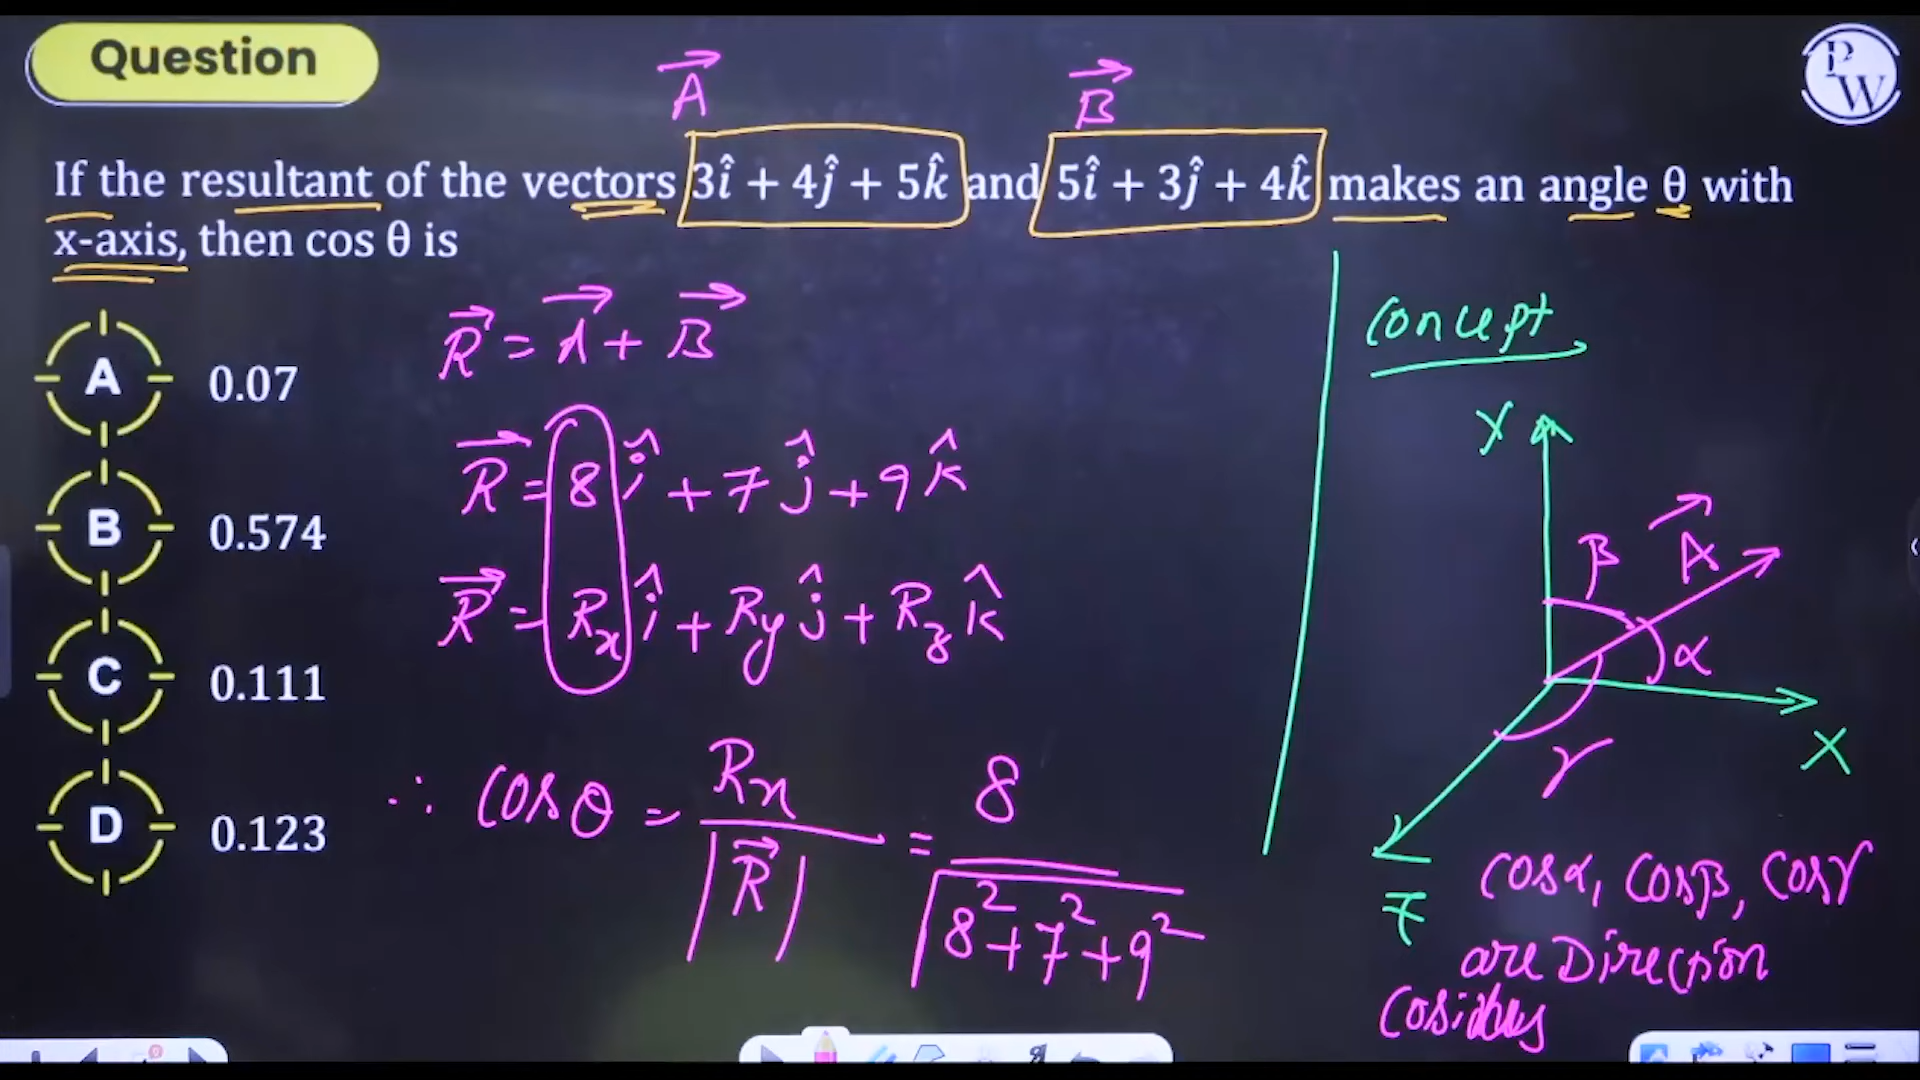 Question
PW
A⃗
B⃗
If the resultant of the vectors 3î + 4ĵ + 5k̂ and 5î + 3ĵ + 4k̂ makes an angle θ with
x-axis, then cos θ is
A 0.07
B 0.574
C 0.111
D 0.123
R⃗ = A⃗ + B⃗
R⃗ = 8î + 7ĵ + 9k̂
R⃗ = Rₓî + Ryĵ + Rzk̂
∴ cosθ = Rx / |R⃗| = 8 / √(8² + 7² + 9²)
concept
Y
β
A⃗
α
X
γ
Z
cosα, cosβ, cosγ
are Direction